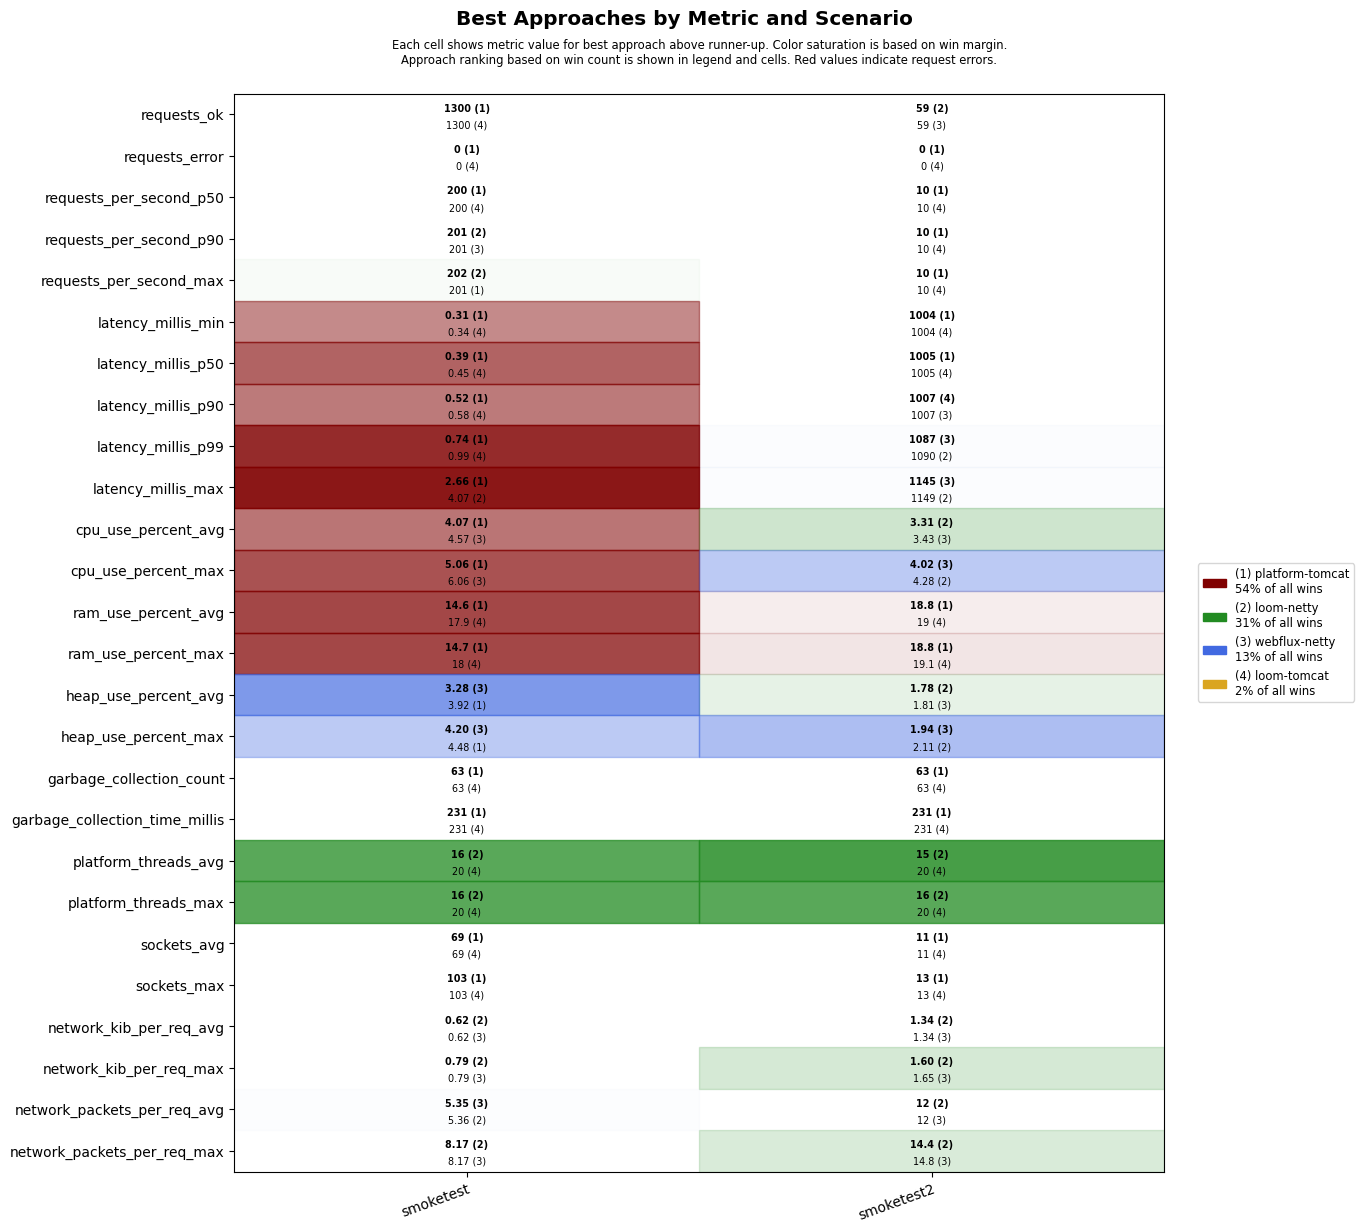 Best Approaches by Metric and Scenario
Each cell shows metric value for best approach above runner-up. Color saturation is based on win margin.
Approach ranking based on win count is shown in legend and cells. Red values indicate request errors.
requests_ok
1300 (1)
1300 (4)
59 (2)
59 (3)
requests_error
0 (1)
0 (4)
0 (1)
0 (4)
requests_per_second_p50
200 (1)
200 (4)
10 (1)
10 (4)
requests_per_second_p90
201 (2)
201 (3)
10 (1)
10 (4)
requests_per_second_max
202 (2)
201 (1)
10 (1)
10 (4)
latency_millis_min
0.31 (1)
0.34 (4)
1004 (1)
1004 (4)
latency_millis_p50
0.39 (1)
0.45 (4)
1005 (1)
1005 (4)
latency_millis_p90
0.52 (1)
0.58 (4)
1007 (4)
1007 (3)
latency_millis_p99
0.74 (1)
0.99 (4)
1087 (3)
1090 (2)
latency_millis_max
2.66 (1)
4.07 (2)
1145 (3)
1149 (2)
cpu_use_percent_avg
4.07 (1)
4.57 (3)
3.31 (2)
3.43 (3)
cpu_use_percent_max
5.06 (1)
6.06 (3)
4.02 (3)
4.28 (2)
ram_use_percent_avg
14.6 (1)
17.9 (4)
18.8 (1)
19 (4)
ram_use_percent_max
14.7 (1)
18 (4)
18.8 (1)
19.1 (4)
heap_use_percent_avg
3.28 (3)
3.92 (1)
1.78 (2)
1.81 (3)
heap_use_percent_max
4.20 (3)
4.48 (1)
1.94 (3)
2.11 (2)
garbage_collection_count
63 (1)
63 (4)
63 (1)
63 (4)
garbage_collection_time_millis
231 (1)
231 (4)
231 (1)
231 (4)
platform_threads_avg
16 (2)
20 (4)
15 (2)
20 (4)
platform_threads_max
16 (2)
20 (4)
16 (2)
20 (4)
sockets_avg
69 (1)
69 (4)
11 (1)
11 (4)
sockets_max
103 (1)
103 (4)
13 (1)
13 (4)
network_kib_per_req_avg
0.62 (2)
0.62 (3)
1.34 (2)
1.34 (3)
network_kib_per_req_max
0.79 (2)
0.79 (3)
1.60 (2)
1.65 (3)
network_packets_per_req_avg
5.35 (3)
5.36 (2)
12 (2)
12 (3)
network_packets_per_req_max
8.17 (2)
8.17 (3)
14.4 (2)
14.8 (3)
smoketest
smoketest2
(1) platform-tomcat
54% of all wins
(2) loom-netty
31% of all wins
(3) webflux-netty
13% of all wins
(4) loom-tomcat
2% of all wins